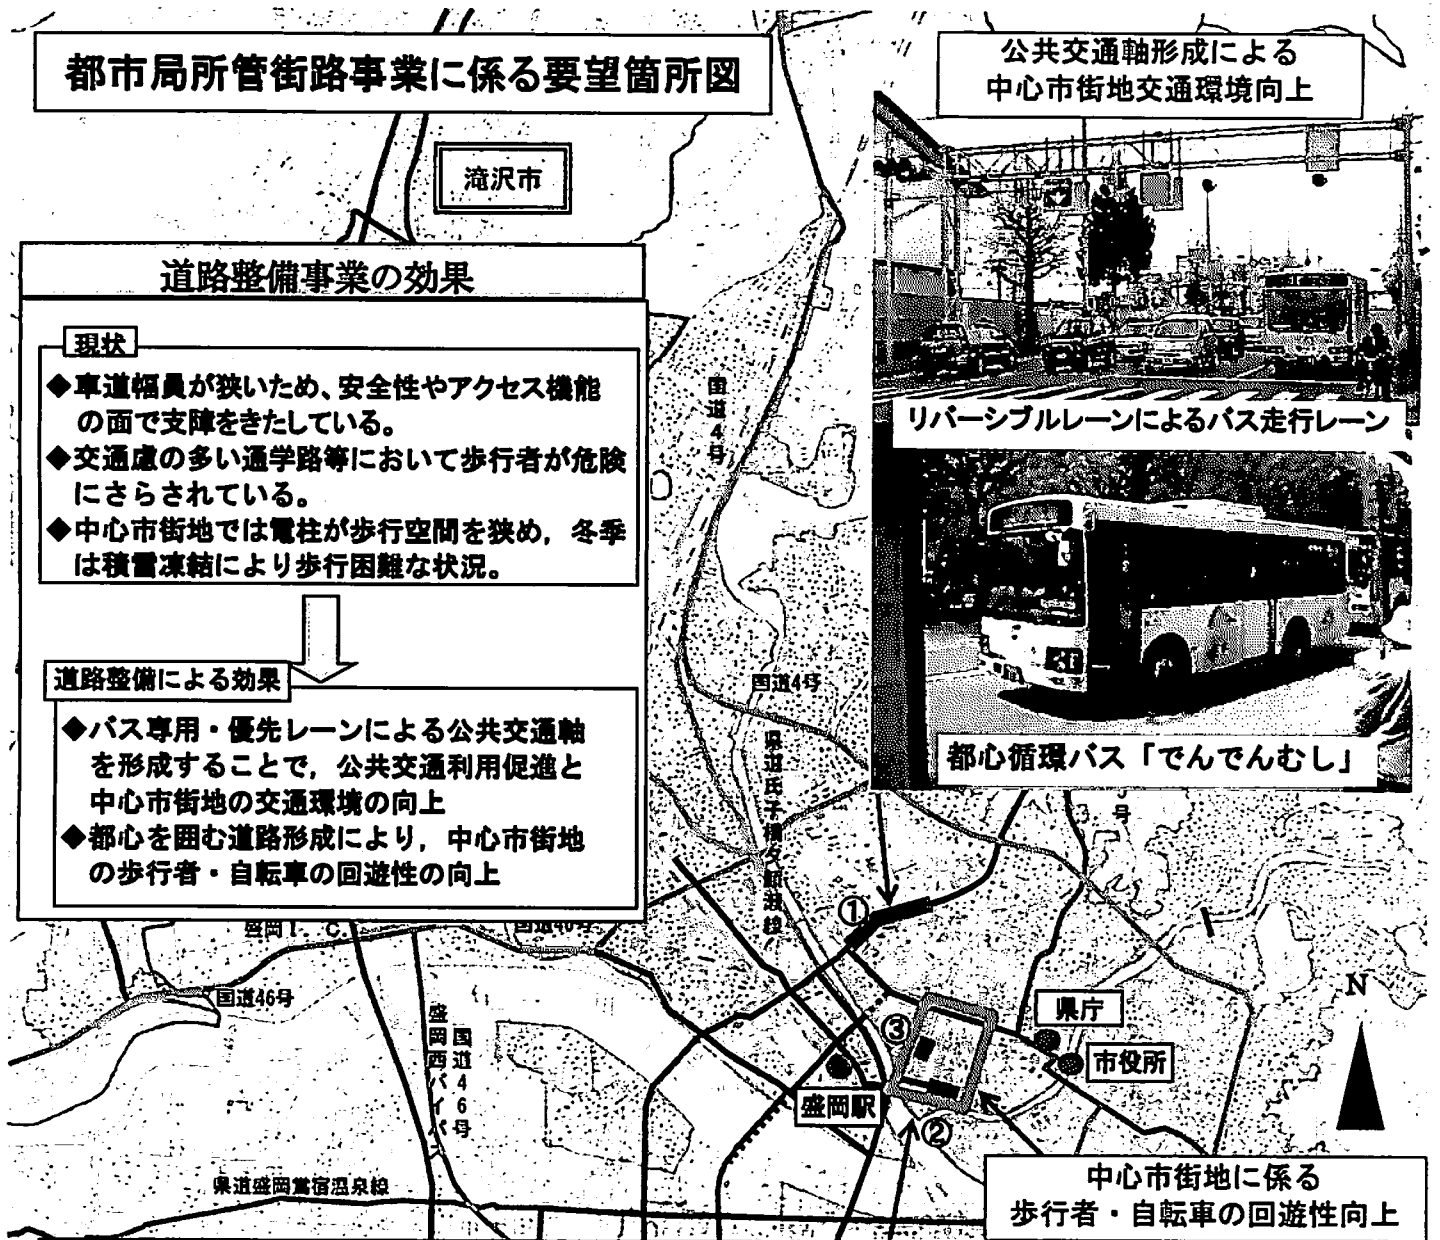 都市局所管街路事業に係る要望箇所図
公共交通軸形成による
中心市街地交通環境向上
滝沢市
道路整備事業の効果
現状
◆車道幅員が狭いため、安全性やアクセス機能
の面で支障をきたしている。
◆交通慮の多い通学路等において歩行者が危険
にさらされている。
◆中心市街地では電柱が歩行空間を狭め，冬季
は積雪凍結により歩行困難な状況。
道路整備による効果
◆バス専用・優先レーンによる公共交通軸
を形成することで，公共交通利用促進と
中心市街地の交通環境の向上
◆都心を囲む道路形成により，中心市街地
の歩行者・自転車の回遊性の向上
国道4号
リバーシブルレーンによるバス走行レーン
国道4号
都心循環バス「でんでんむし」
号
①
盛岡I.C.
国道46号
国道46号
盛岡西バイパス
国道46号
N
県庁
③
市役所
盛岡駅
②
県道盛岡鶯宿温泉線
中心市街地に係る
歩行者・自転車の回遊性向上